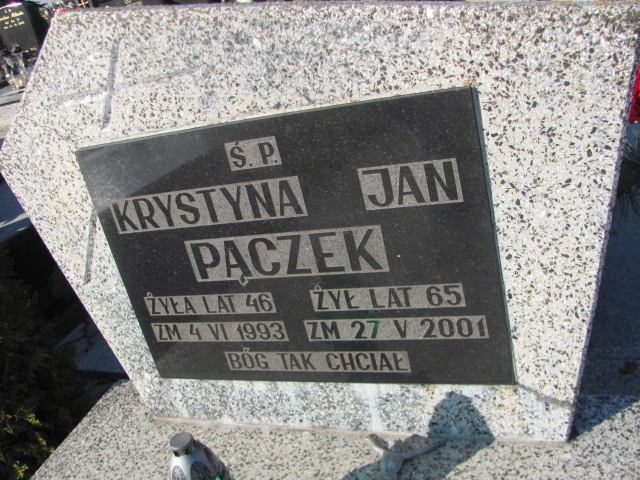 Ś. P.
KRYSTYNA JAN
PĄCZEK
ŻYŁA LAT 46 ŻYŁ LAT 65
ZM 4 VI 1993 ZM 27 V 2001
BÓG TAK CHCIAŁ